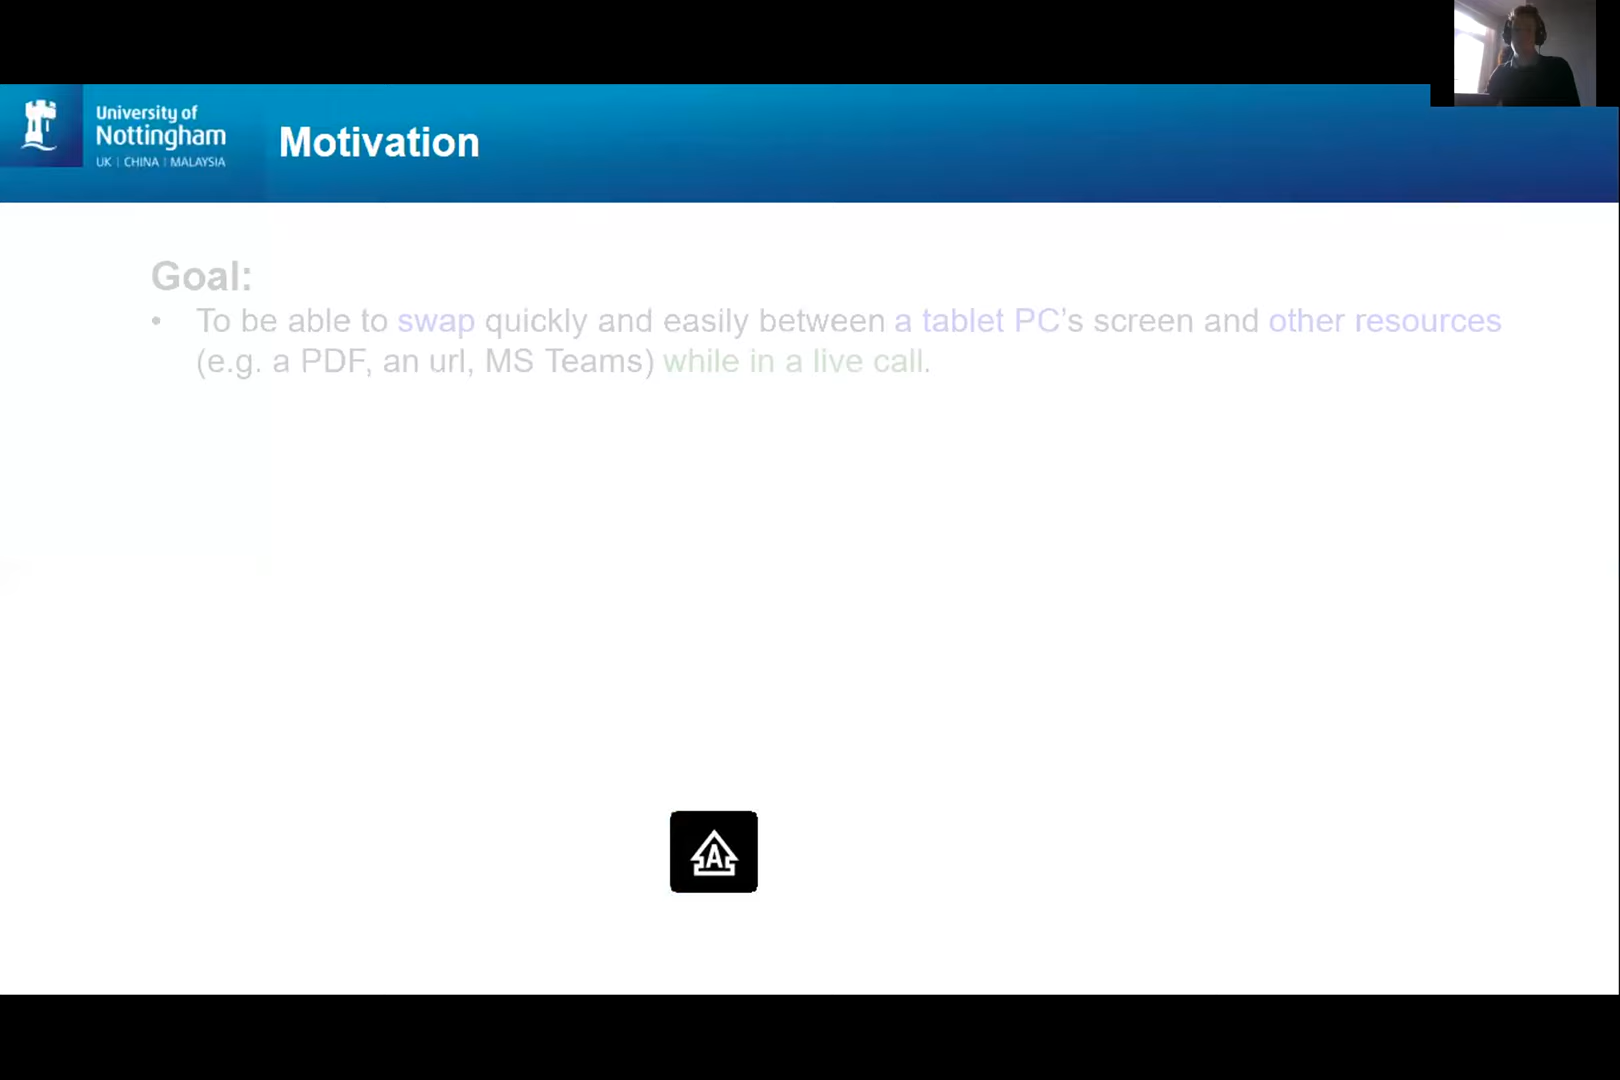 University of
Nottingham
UK | CHINA | MALAYSIA
Motivation
Goal:
• To be able to swap quickly and easily between a tablet PC’s screen and other resources
(e.g. a PDF, an url, MS Teams) while in a live call.
A